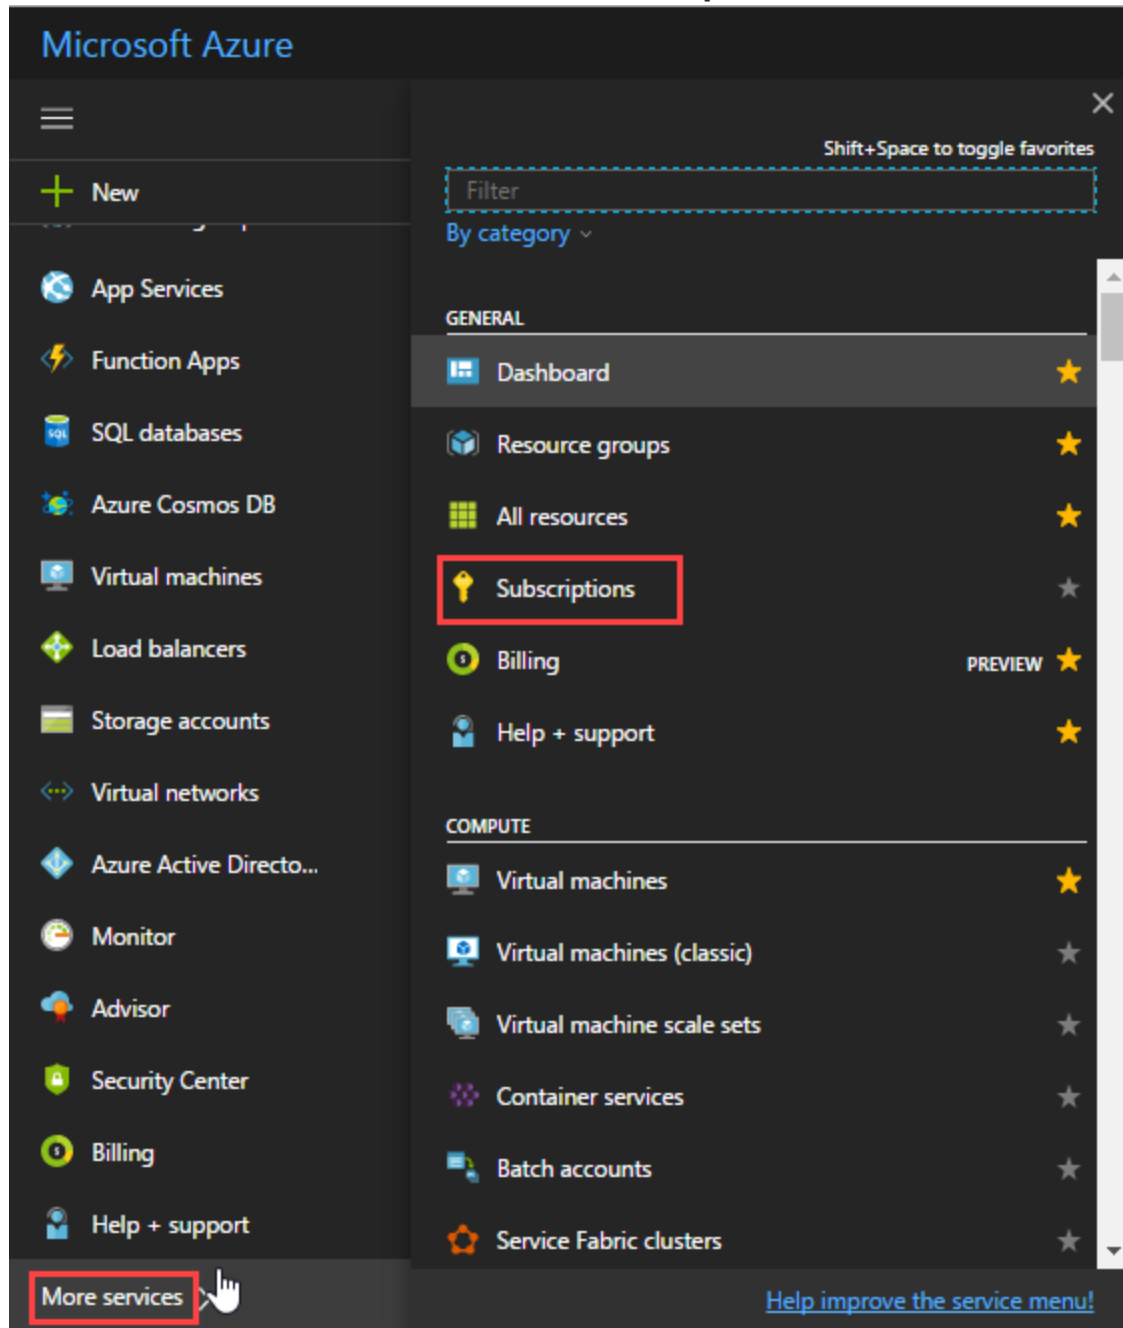 Microsoft Azure
Shift+Space to toggle favorites
New
Filter
By category
App Services
Function Apps
SQL databases
Azure Cosmos DB
Virtual machines
Load balancers
Storage accounts
Virtual networks
Azure Active Directo...
Monitor
Advisor
Security Center
Billing
Help + support
More services
GENERAL
Dashboard
Resource groups
All resources
Subscriptions
Billing PREVIEW
Help + support
COMPUTE
Virtual machines
Virtual machines (classic)
Virtual machine scale sets
Container services
Batch accounts
Service Fabric clusters
Help improve the service menu!